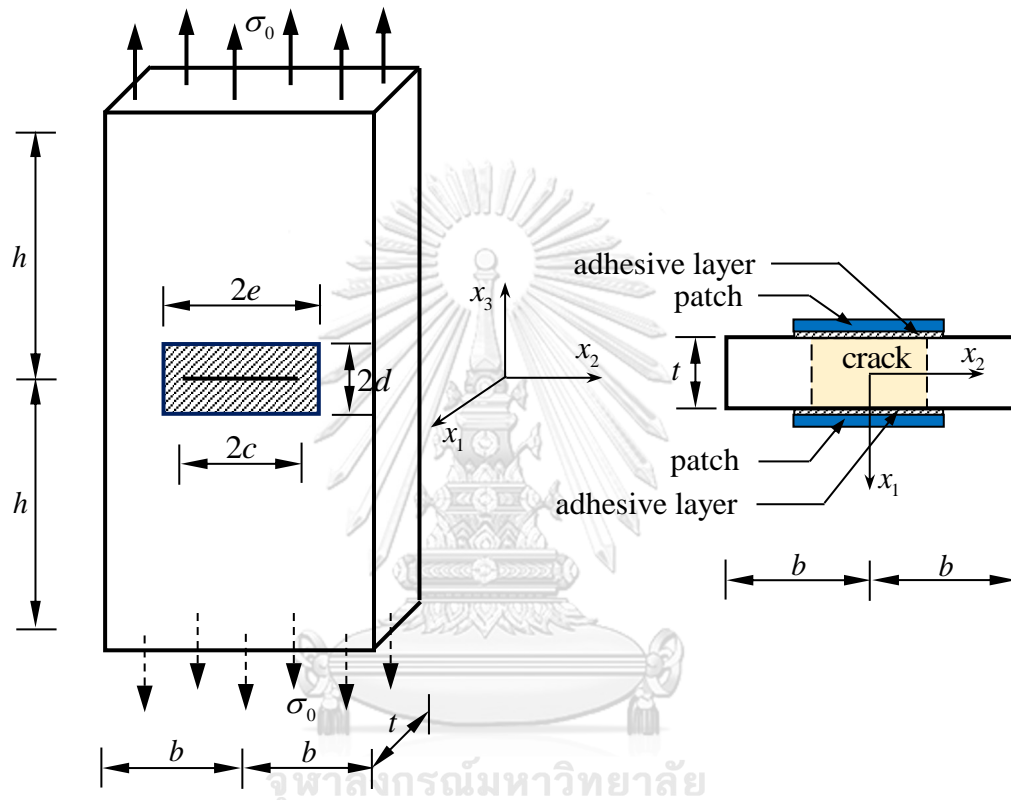 σ₀
h
2e
2d
2c
h
x₃
x₂
x₁
σ₀
t
b
b
adhesive layer
patch
crack
x₂
t
patch
x₁
adhesive layer
b
b
จุฬาลงกรณ์มหาวิทยาลัย